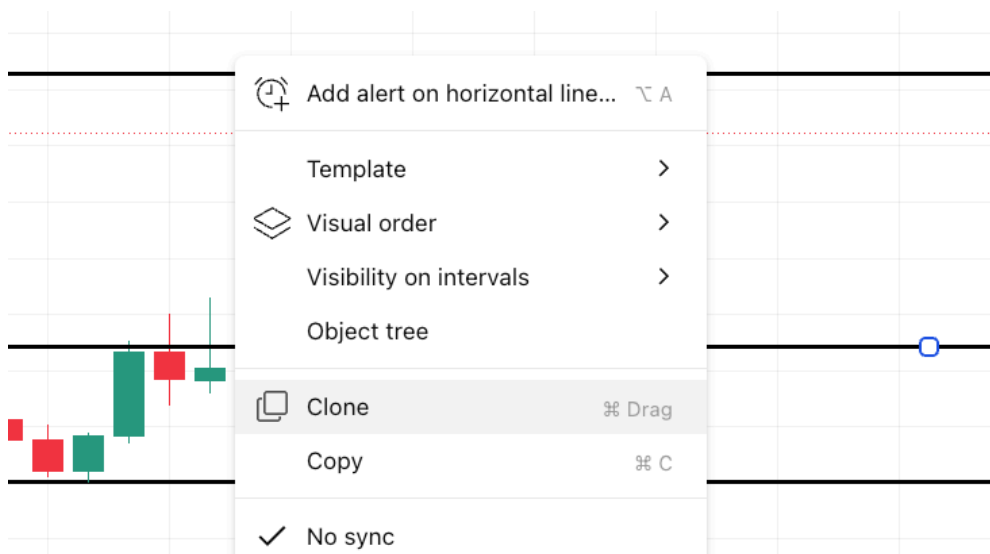 Add alert on horizontal line... ⌥ A
Template
Visual order
Visibility on intervals
Object tree
Clone ⌘ Drag
Copy ⌘ C
No sync